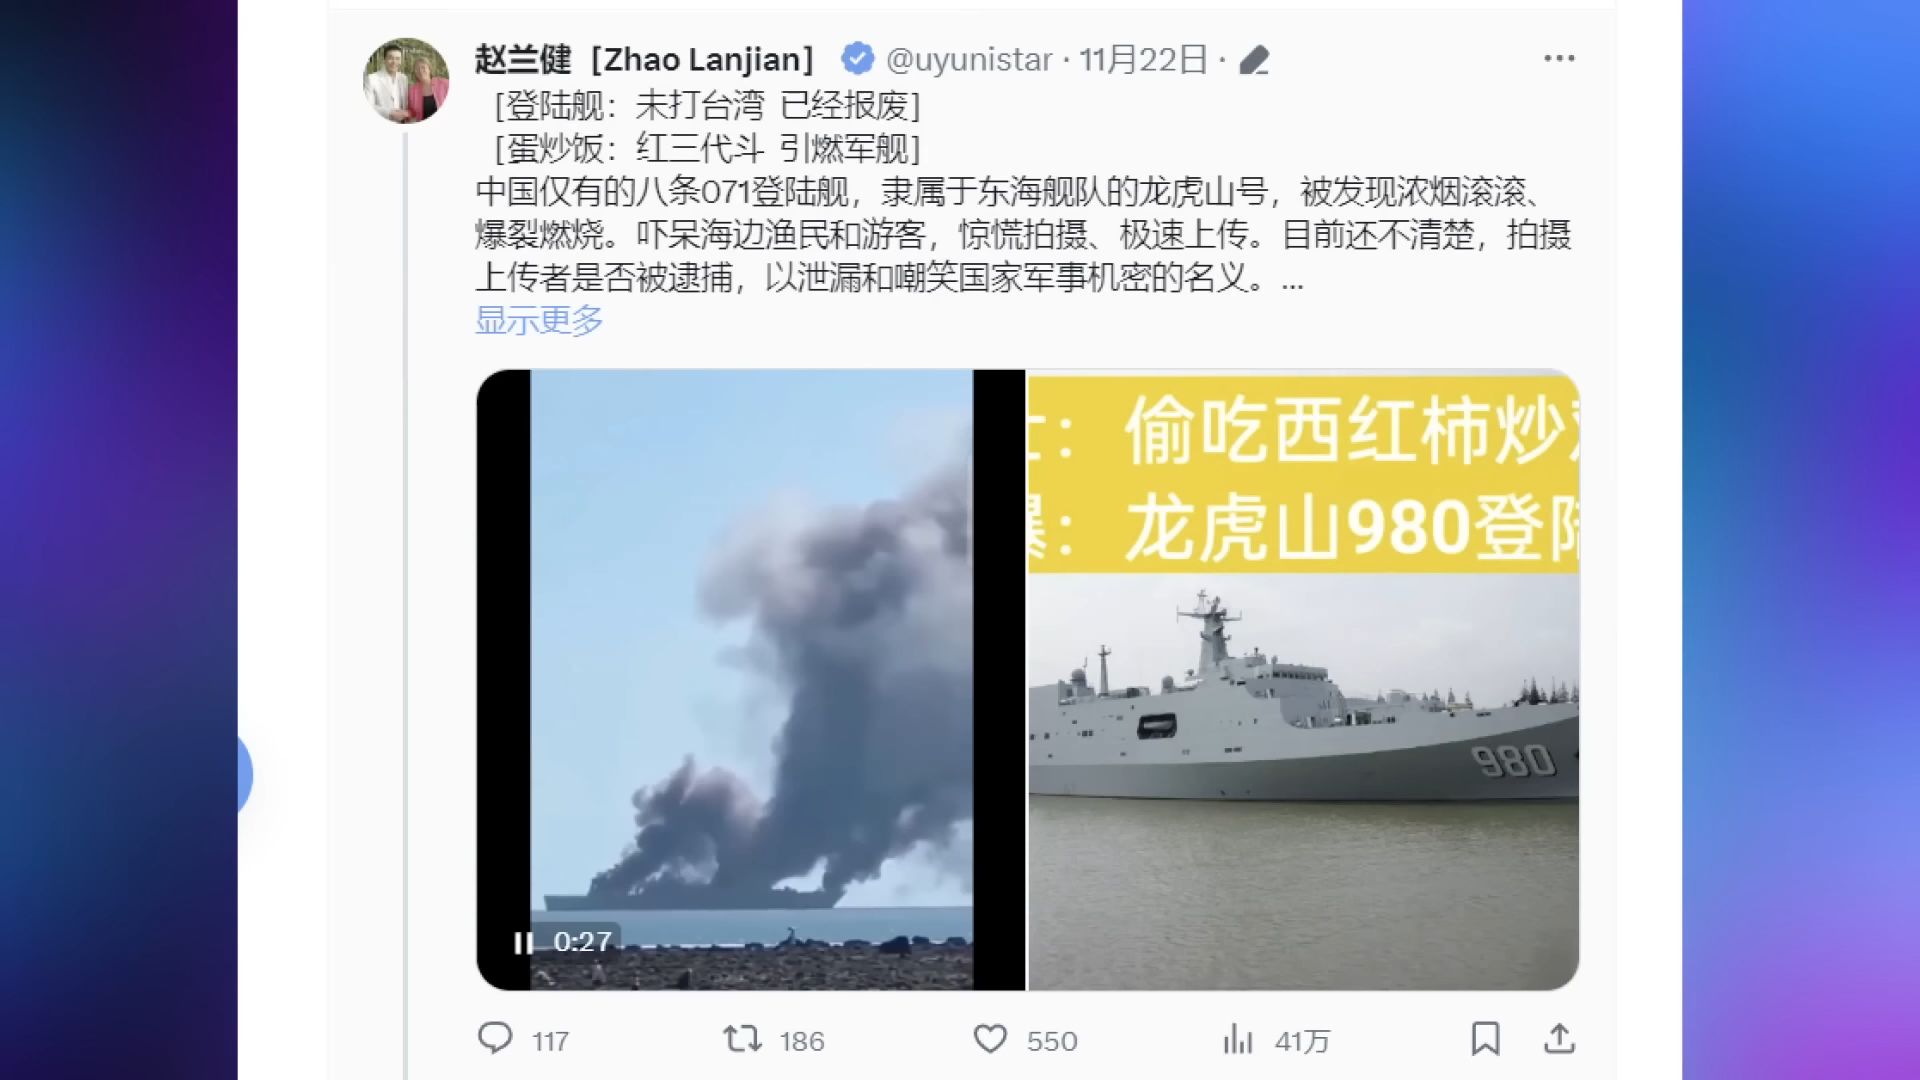 赵兰健［Zhao Lanjian］ @uyunistar · 11月22日 ·
［登陆舰：未打台湾 已经报废］
［蛋炒饭：红三代斗 引燃军舰］
中国仅有的八条071登陆舰，隶属于东海舰队的龙虎山号，被发现浓烟滚滚、
爆裂燃烧。吓呆海边渔民和游客，惊慌拍摄、极速上传。目前还不清楚，拍摄
上传者是否被逮捕，以泄漏和嘲笑国家军事机密的名义。...
显示更多
：偷吃西红柿炒
：龙虎山980登陆
980
0:27
117 186 550 41万